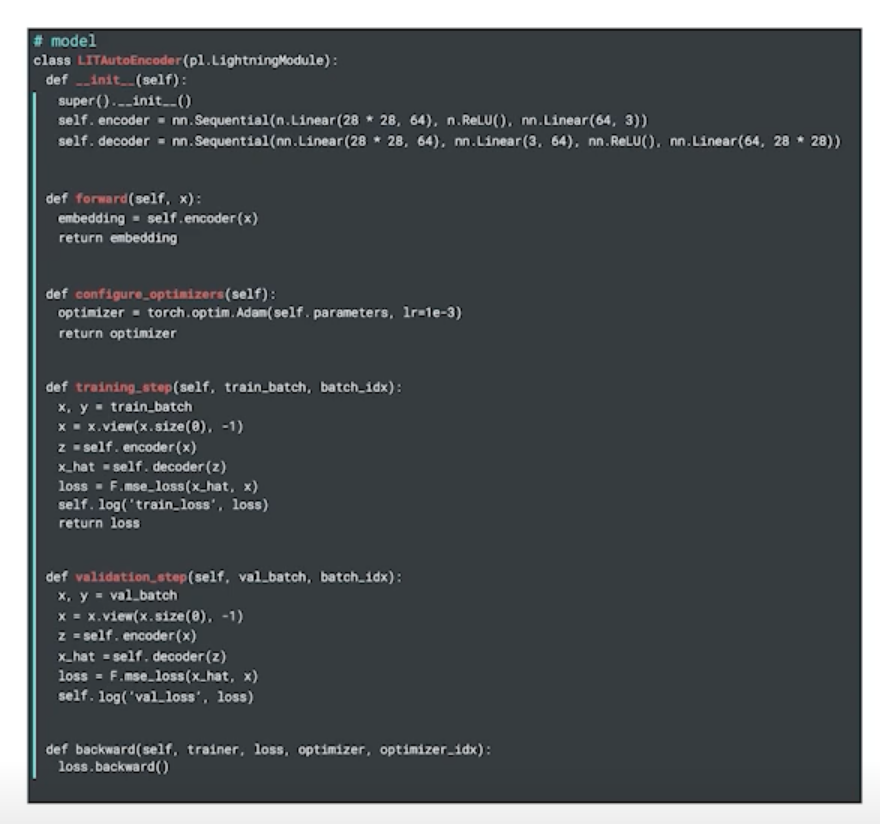 # model
class LITAutoEncoder(pl.LightningModule):
def __init__(self):
super().__init__()
self.encoder = nn.Sequential(n.Linear(28 * 28, 64), n.ReLU(), nn.Linear(64, 3))
self.decoder = nn.Sequential(nn.Linear(28 * 28, 64), nn.Linear(3, 64), nn.ReLU(), nn.Linear(64, 28 * 28))
def forward(self, x):
embedding = self.encoder(x)
return embedding
def configure_optimizers(self):
optimizer = torch.optim.Adam(self.parameters, lr=1e-3)
return optimizer
def training_step(self, train_batch, batch_idx):
x, y = train_batch
x = x.view(x.size(0), -1)
z =self.encoder(x)
x_hat =self.decoder(z)
loss = F.mse_loss(x_hat, x)
self.log('train_loss', loss)
return loss
def validation_step(self, val_batch, batch_idx):
x, y = val_batch
x = x.view(x.size(0), -1)
z =self.encoder(x)
x_hat =self.decoder(z)
loss = F.mse_loss(x_hat, x)
self.log('val_loss', loss)
def backward(self, trainer, loss, optimizer, optimizer_idx):
loss.backward()